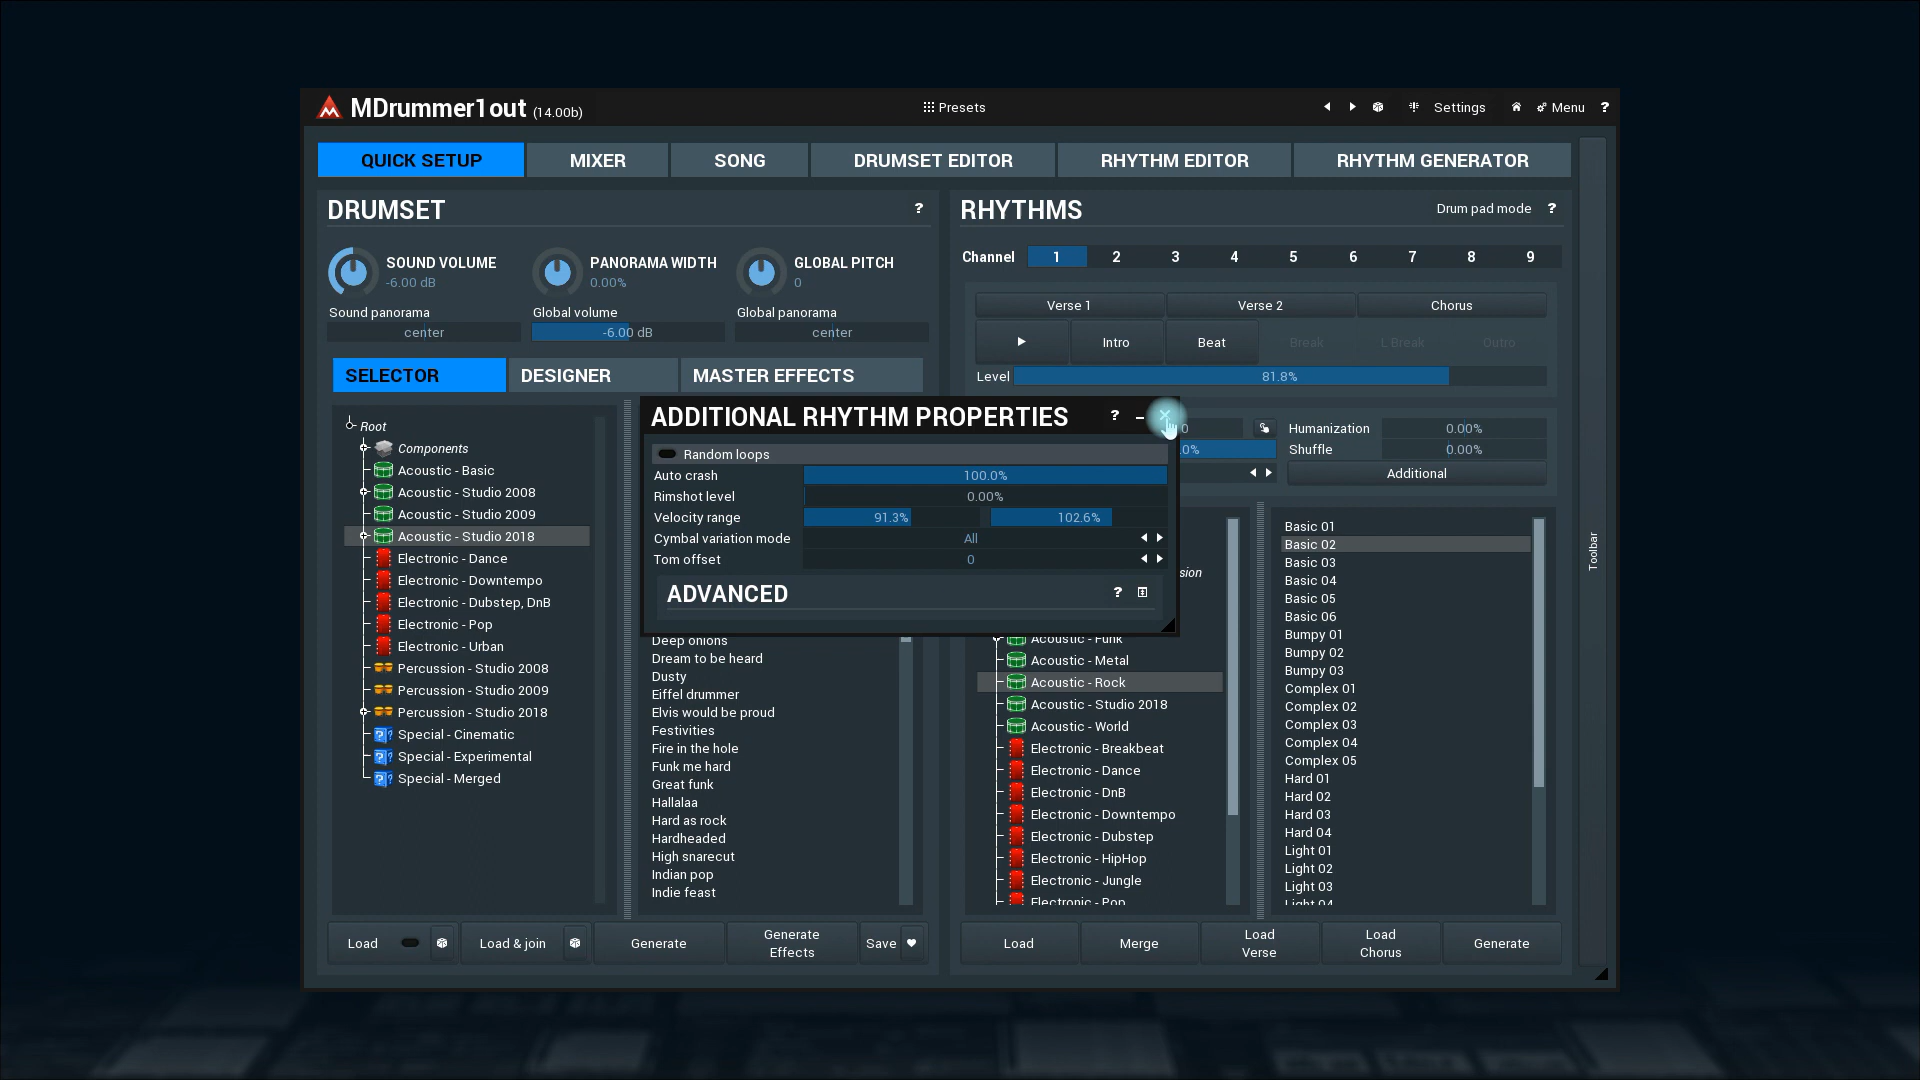 MDrummer1out (14.00b)
Presets
Settings
Menu
?
QUICK SETUP
MIXER
SONG
DRUMSET EDITOR
RHYTHM EDITOR
RHYTHM GENERATOR
Toolbar
DRUMSET
?
SOUND VOLUME
-6.00 dB
PANORAMA WIDTH
0.00%
GLOBAL PITCH
0
Sound panorama
center
Global volume
-6.00 dB
Global panorama
center
SELECTOR
DESIGNER
MASTER EFFECTS
Root
Components
Acoustic - Basic
Acoustic - Studio 2008
Acoustic - Studio 2009
Acoustic - Studio 2018
Electronic - Dance
Electronic - Downtempo
Electronic - Dubstep, DnB
Electronic - Pop
Electronic - Urban
Percussion - Studio 2008
Percussion - Studio 2009
Percussion - Studio 2018
Special - Cinematic
Special - Experimental
Special - Merged
Deep onions
Dream to be heard
Dusty
Eiffel drummer
Elvis would be proud
Festivities
Fire in the hole
Funk me hard
Great funk
Hallalaa
Hard as rock
Hardheaded
High snarecut
Indian pop
Indie feast
Load
Load & join
Generate
Generate
Effects
Save
ADDITIONAL RHYTHM PROPERTIES
?
Random loops
Auto crash 100.0%
Rimshot level 0.00%
Velocity range 91.3% 102.6%
Cymbal variation mode All
Tom offset 0
ADVANCED
?
RHYTHMS
Drum pad mode
?
Channel 1 2 3 4 5 6 7 8 9
Verse 1
Verse 2
Chorus
Intro
Beat
Break
L.Break
Outro
Level 81.8%
0
Humanization 0.00%
.0%
Shuffle 0.00%
Additional
sion
Acoustic - Funk
Acoustic - Metal
Acoustic - Rock
Acoustic - Studio 2018
Acoustic - World
Electronic - Breakbeat
Electronic - Dance
Electronic - DnB
Electronic - Downtempo
Electronic - Dubstep
Electronic - HipHop
Electronic - Jungle
Electronic - Pop
Basic 01
Basic 02
Basic 03
Basic 04
Basic 05
Basic 06
Bumpy 01
Bumpy 02
Bumpy 03
Complex 01
Complex 02
Complex 03
Complex 04
Complex 05
Hard 01
Hard 02
Hard 03
Hard 04
Light 01
Light 02
Light 03
Light 04
Load
Merge
Load
Verse
Load
Chorus
Generate